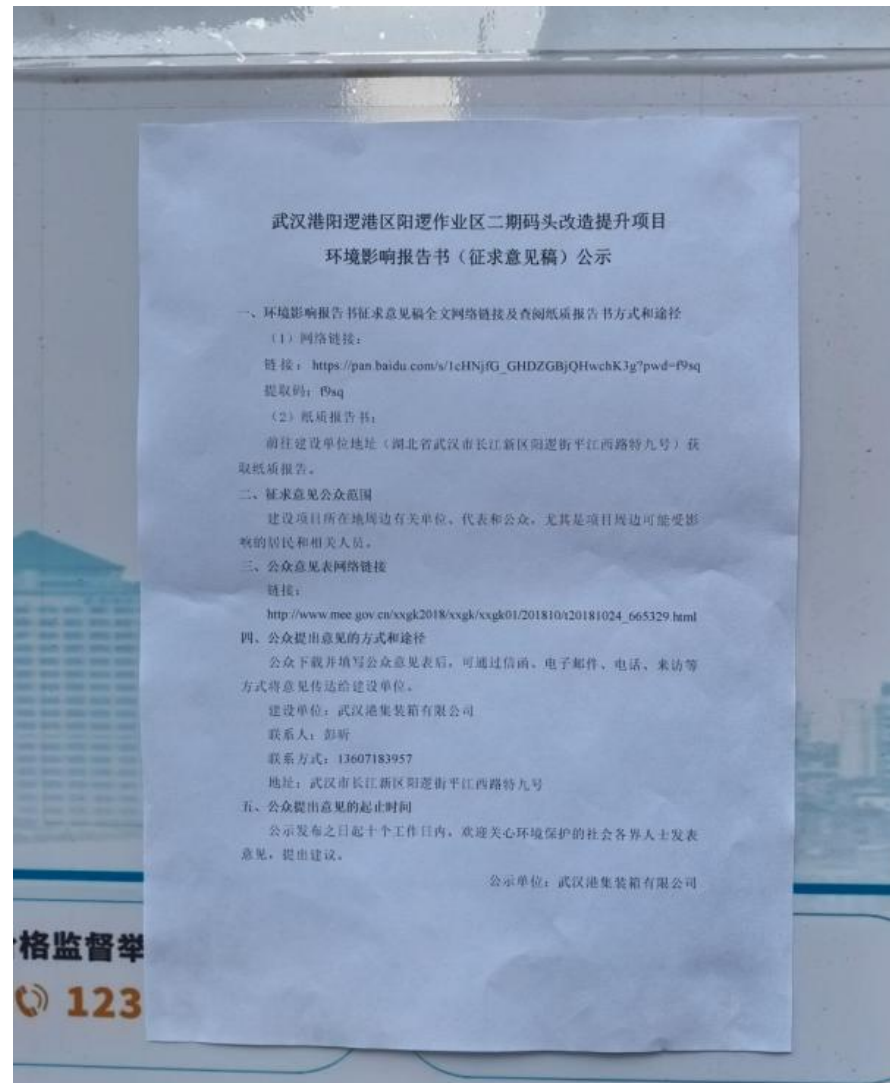 武汉港阳逻港区阳逻作业区二期码头改造提升项目
环境影响报告书（征求意见稿）公示
一、环境影响报告书征求意见稿全文网络链接及查阅纸质报告书方式和途径
（1）网络链接：
链接：https://pan.baidu.com/s/1cHNjfG_GHDZGBjQHwchK3g?pwd=f9sq
提取码：f9sq
（2）纸质报告书：
前往建设单位地址（湖北省武汉市长江新区阳逻街平江西路特九号）获
取纸质报告。
二、征求意见公众范围
建设项目所在地周边有关单位、代表和公众，尤其是项目周边可能受影
响的居民和相关人员。
三、公众意见表网络链接
链接：
http://www.mee.gov.cn/xxgk2018/xxgk/xxgk01/201810/t20181024_665329.html
四、公众提出意见的方式和途径
公众下载并填写公众意见表后，可通过信函、电子邮件、电话、来访等
方式将意见传达给建设单位。
建设单位：武汉港集装箱有限公司
联系人：彭昕
联系方式：13607183957
地址：武汉市长江新区阳逻街平江西路特九号
五、公众提出意见的起止时间
公示发布之日起十个工作日内，欢迎关心环境保护的社会各界人士发表
意见，提出建议。
公示单位：武汉港集装箱有限公司
格监督举
123